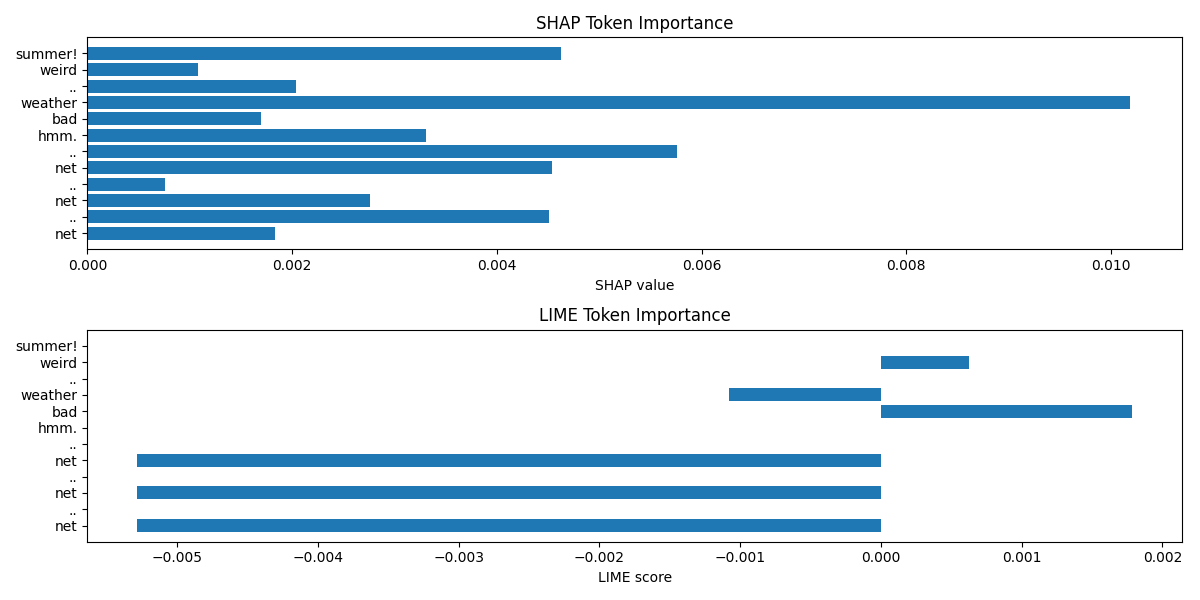 SHAP Token Importance
summer!
weird
..
weather
bad
hmm.
..
net
..
net
..
net
0.000 0.002 0.004 0.006 0.008 0.010
SHAP value
LIME Token Importance
summer!
weird
..
weather
bad
hmm.
..
net
..
net
..
net
−0.005 −0.004 −0.003 −0.002 −0.001 0.000 0.001 0.002
LIME score